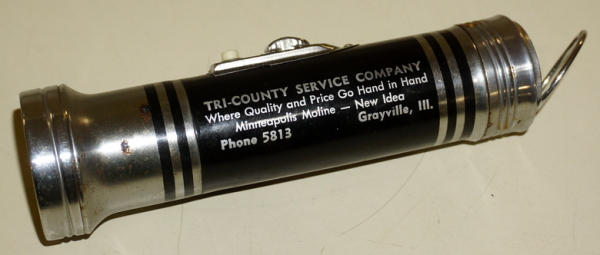 TRI-COUNTY SERVICE COMPANY
Where Quality and Price Go Hand in Hand
Minneapolis Moline — New Idea
Phone 5813 Grayville, Ill.